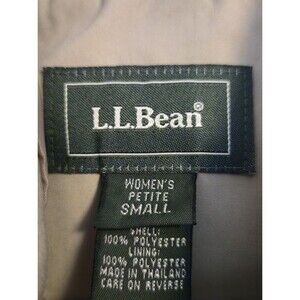 L.L.Bean®
WOMEN'S
PETITE
SMALL
SHELL:
100% POLYESTER
LINING:
100% POLYESTER
MADE IN THAILAND
CARE ON REVERSE